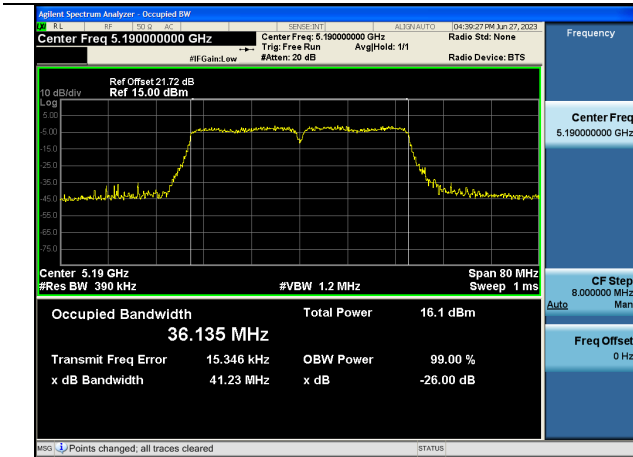 Agilent Spectrum Analyzer - Occupied BW
RL RF 50 Ω AC SENSE:INT ALIGN AUTO 04:39:27 PM Jun 27, 2023
Center Freq 5.190000000 GHz Center Freq: 5.190000000 GHz Radio Std: None
Trig: Free Run Avg|Hold: 1/1
#IFGain:Low #Atten: 20 dB Radio Device: BTS
Ref Offset 21.72 dB
10 dB/div Ref 15.00 dBm
Log
5.00
-5.00
-15.0
-25.0
-35.0
-45.0
-55.0
-65.0
-75.0
Center 5.19 GHz Span 80 MHz
#Res BW 390 kHz #VBW 1.2 MHz Sweep 1 ms
Occupied Bandwidth Total Power 16.1 dBm
36.135 MHz
Transmit Freq Error 15.346 kHz OBW Power 99.00 %
x dB Bandwidth 41.23 MHz x dB -26.00 dB
MSG Points changed; all traces cleared STATUS
Frequency
Center Freq
5.190000000 GHz
CF Step
8.000000 MHz
Auto Man
Freq Offset
0 Hz